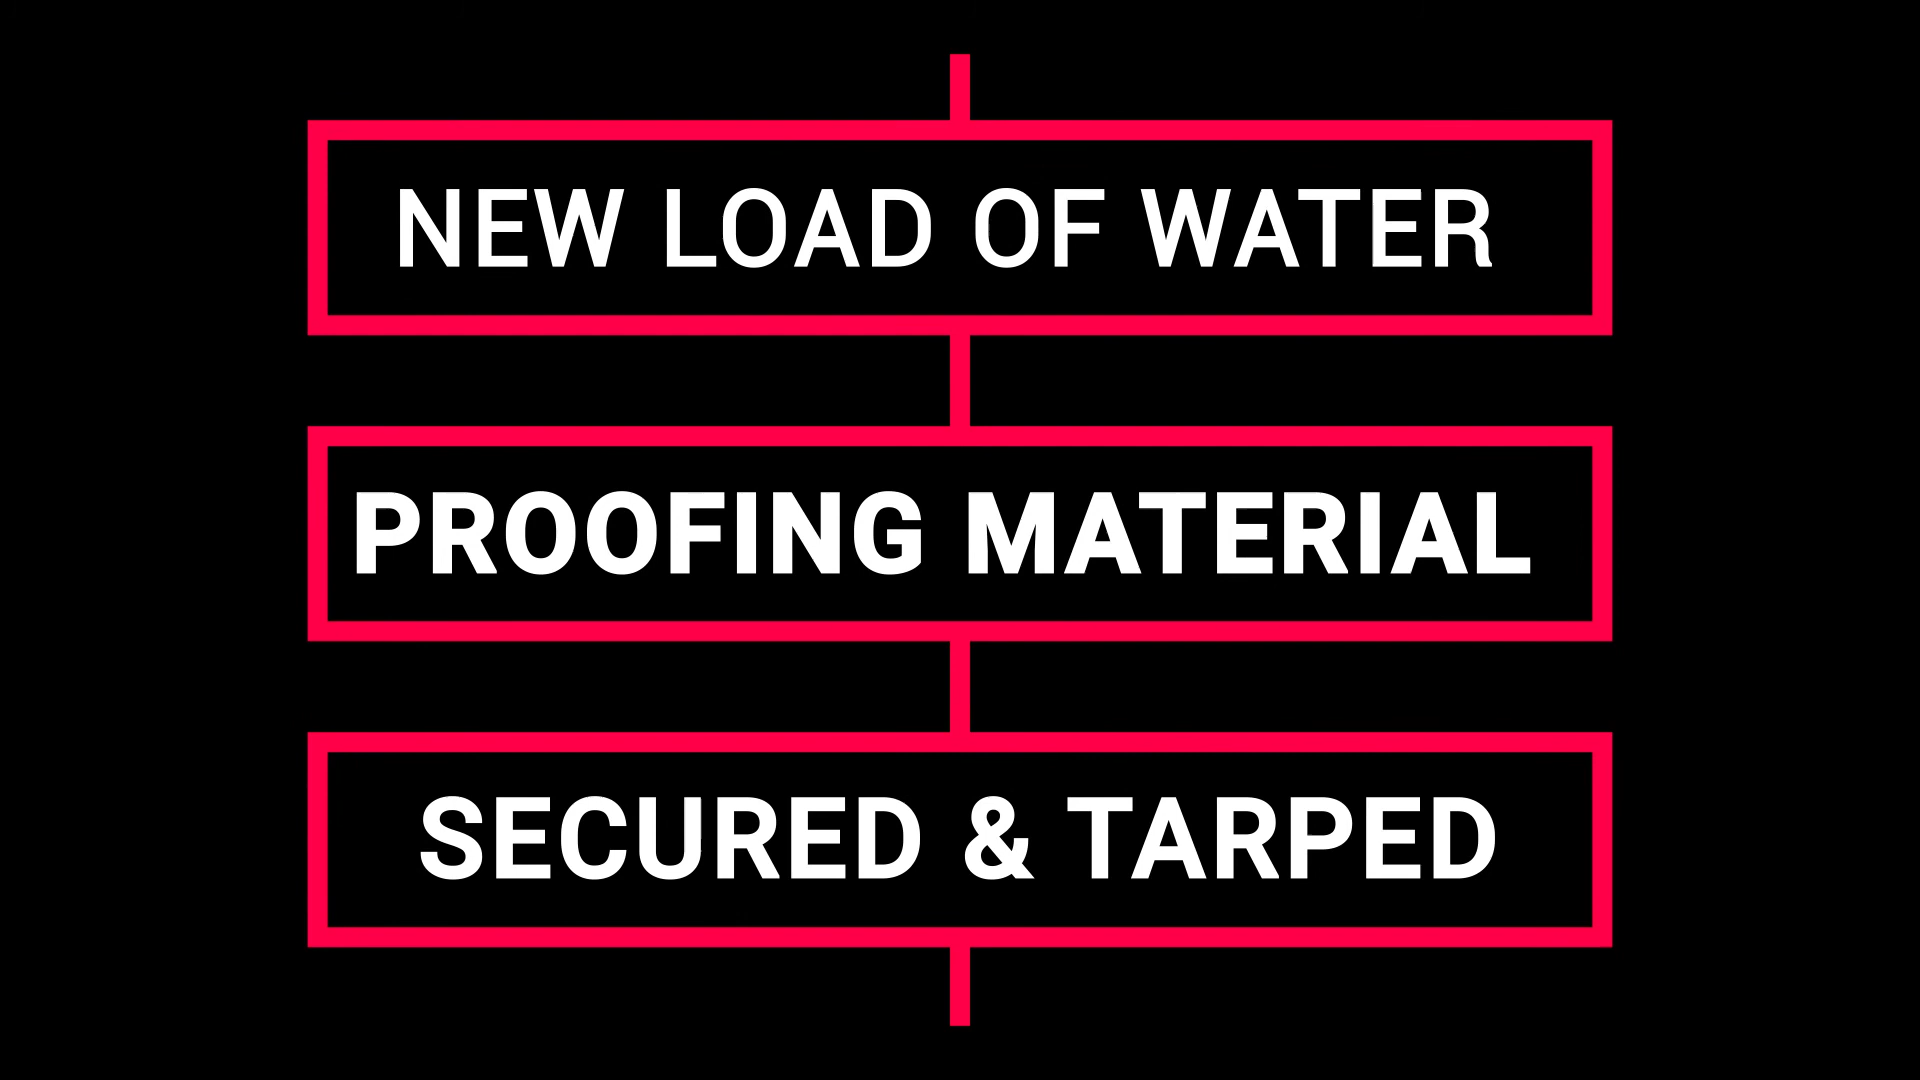 NEW LOAD OF WATER
PROOFING MATERIAL
SECURED & TARPED